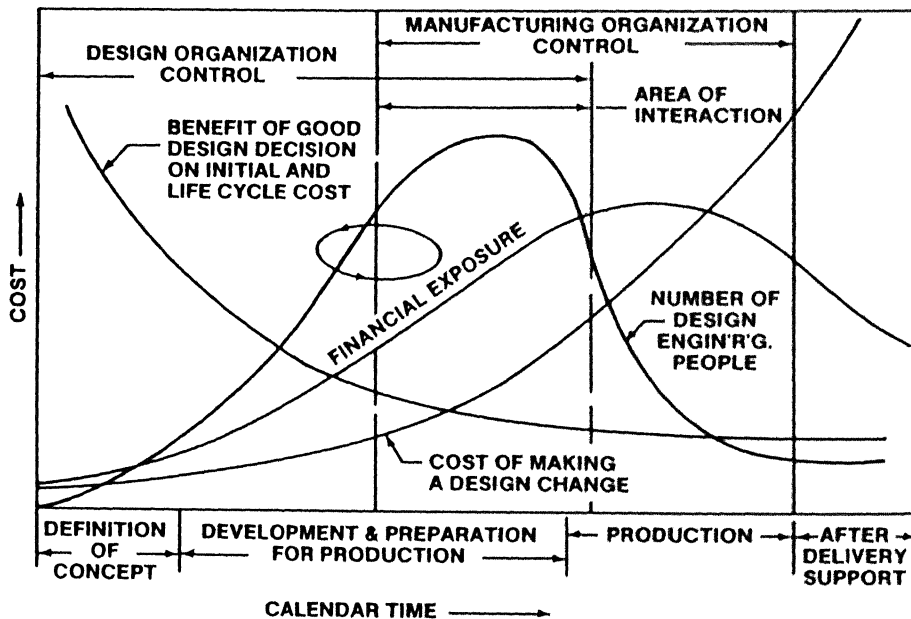 MANUFACTURING ORGANIZATION
CONTROL
DESIGN ORGANIZATION
CONTROL
AREA OF
INTERACTION
BENEFIT OF GOOD
DESIGN DECISION
ON INITIAL AND
LIFE CYCLE COST
COST
FINANCIAL EXPOSURE
NUMBER OF
DESIGN
ENGIN'R'G.
PEOPLE
COST OF MAKING
A DESIGN CHANGE
DEFINITION
OF
CONCEPT
DEVELOPMENT & PREPARATION
FOR PRODUCTION
PRODUCTION
AFTER
DELIVERY
SUPPORT
CALENDAR TIME